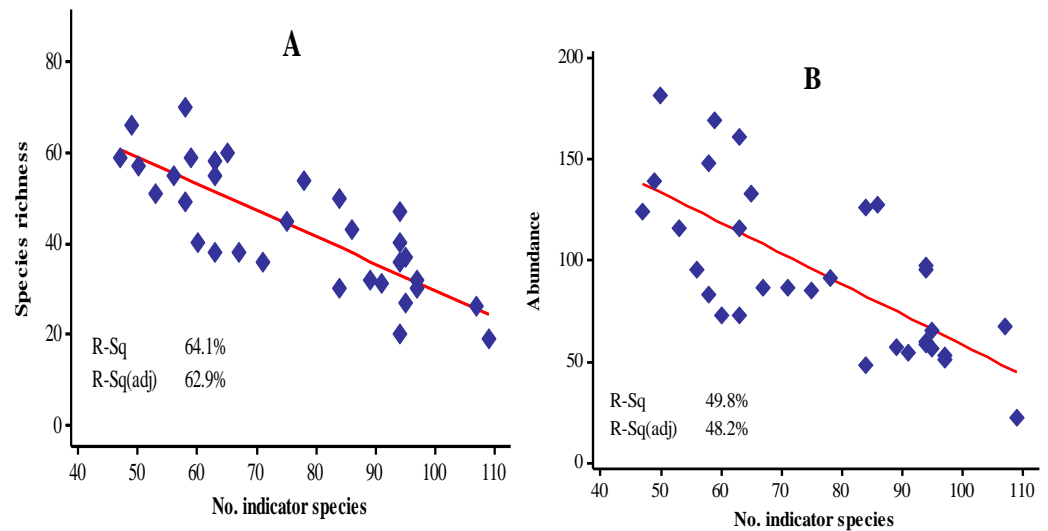 A
Species richness
80
60
40
20
0
R-Sq 64.1%
R-Sq(adj) 62.9%
40 50 60 70 80 90 100 110
No. indicator species
B
Abundance
200
150
100
50
0
R-Sq 49.8%
R-Sq(adj) 48.2%
40 50 60 70 80 90 100 110
No. indicator species